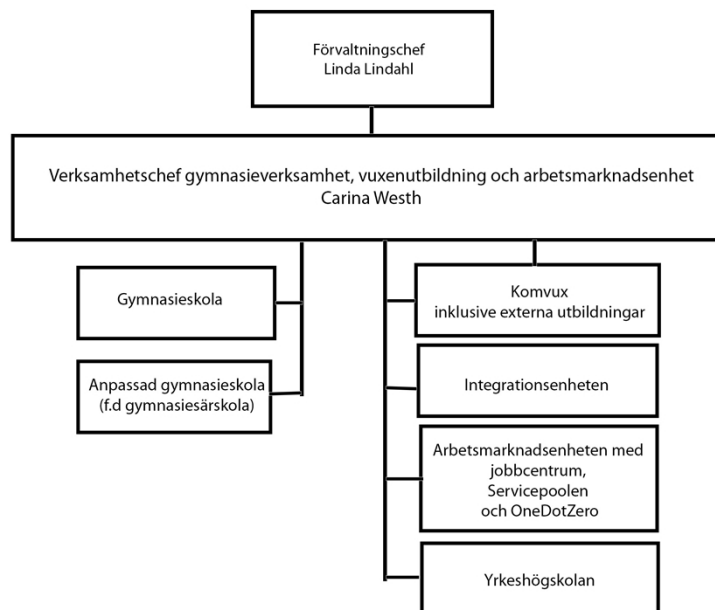 Förvaltningschef
Linda Lindahl
Verksamhetschef gymnasieverksamhet, vuxenutbildning och arbetsmarknadsenhet
Carina Westh
Gymnasieskola
Anpassad gymnasieskola
(f.d gymnasiesärskola)
Komvux
inklusive externa utbildningar
Integrationsenheten
Arbetsmarknadsenheten med
jobbcentrum,
Servicepoolen
och OneDotZero
Yrkeshögskolan